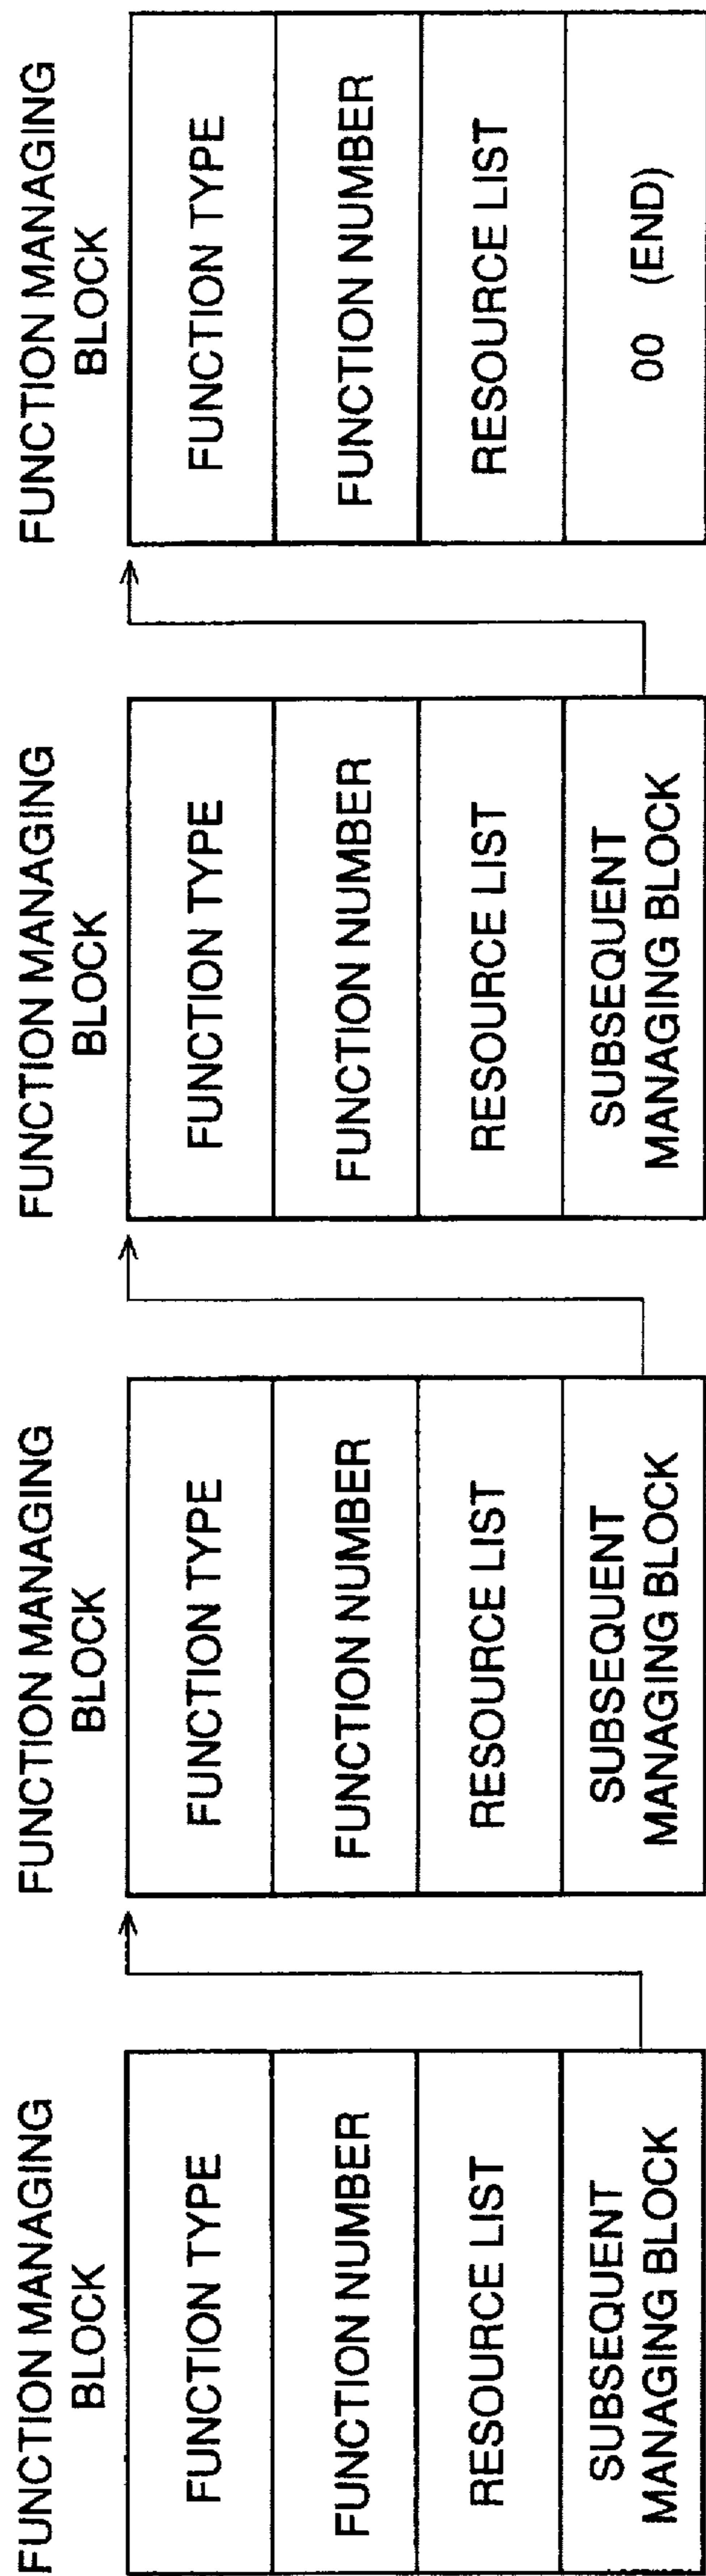 FUNCTION MANAGING
BLOCK
FUNCTION TYPE
FUNCTION NUMBER
RESOURCE LIST
SUBSEQUENT
MANAGING BLOCK
FUNCTION MANAGING
BLOCK
FUNCTION TYPE
FUNCTION NUMBER
RESOURCE LIST
SUBSEQUENT
MANAGING BLOCK
FUNCTION MANAGING
BLOCK
FUNCTION TYPE
FUNCTION NUMBER
RESOURCE LIST
SUBSEQUENT
MANAGING BLOCK
FUNCTION MANAGING
BLOCK
FUNCTION TYPE
FUNCTION NUMBER
RESOURCE LIST
00 (END)